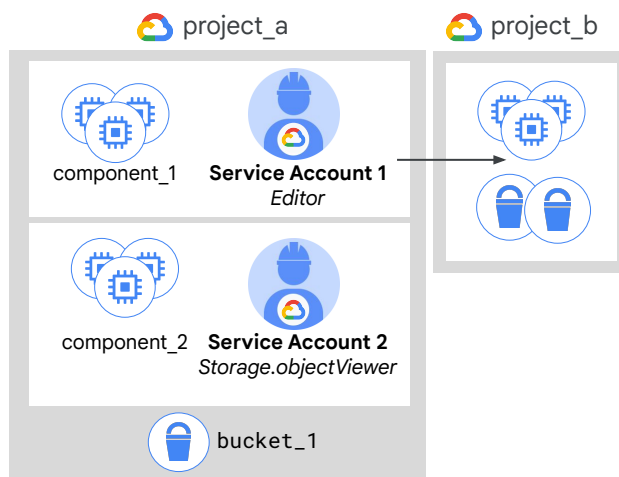 project_a
project_b
component_1
Service Account 1
Editor
component_2
Service Account 2
Storage.objectViewer
bucket_1